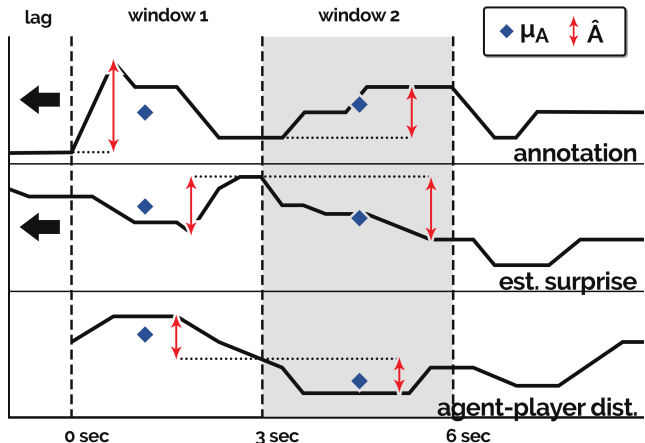 lag
window 1
window 2
μA
Â
annotation
est. surprise
agent-player dist.
0 sec
3 sec
6 sec